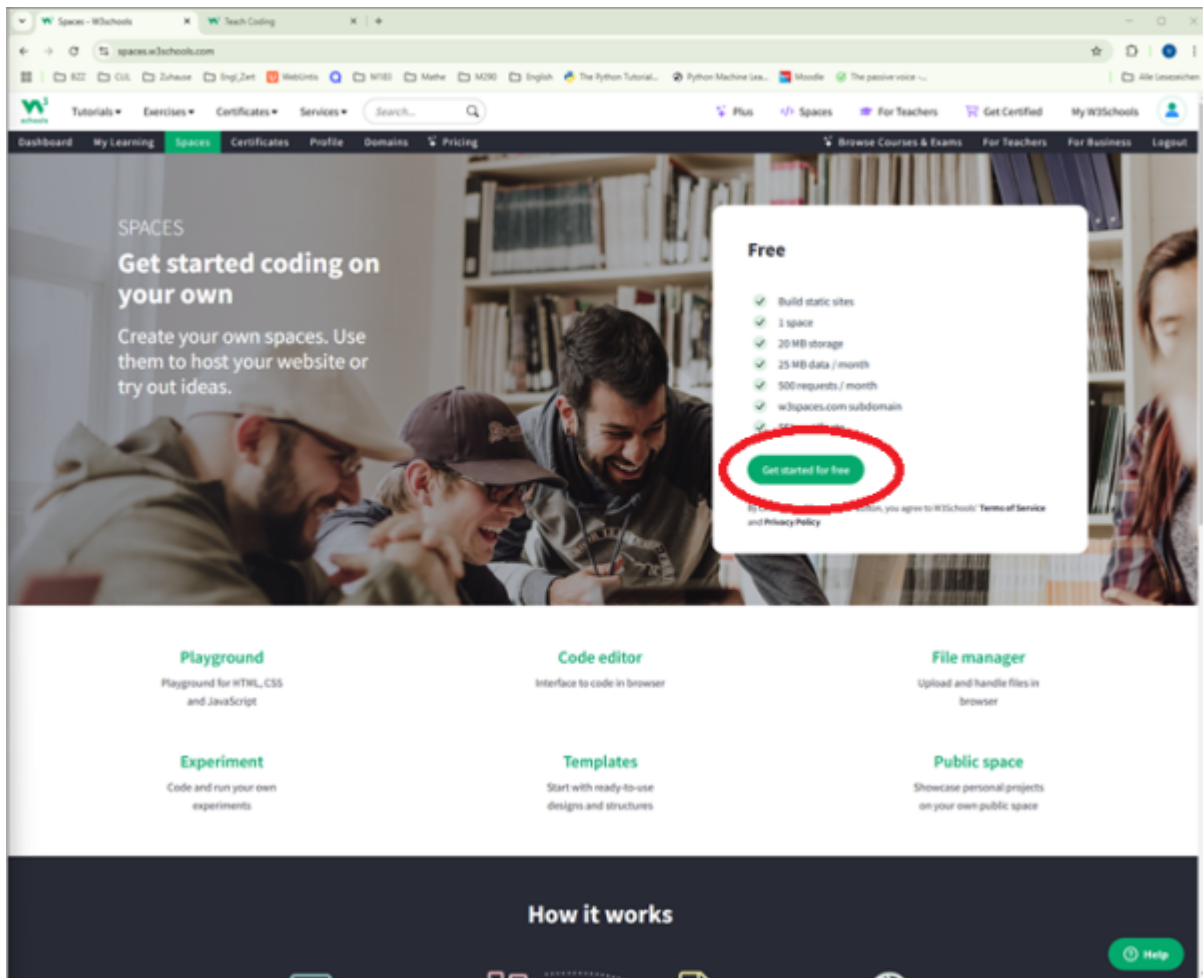 Spaces - W3schools
Teach Coding
spaces.w3schools.com
BZZ
CUL
Zuhause
Engl_Zert
WebUntis
M183
Mathe
M290
English
The Python Tutorial...
Python Machine Lea...
Moodle
The passive voice -...
Alle Lesezeichen
schools
Tutorials
Exercises
Certificates
Services
Search...
Plus
Spaces
For Teachers
Get Certified
My W3Schools
Dashboard
My Learning
Spaces
Certificates
Profile
Domains
Pricing
Browse Courses & Exams
For Teachers
For Business
Logout
SPACES
Get started coding on
your own
Create your own spaces. Use
them to host your website or
try out ideas.
Free
Build static sites
1 space
20 MB storage
25 MB data / month
500 requests / month
w3spaces.com subdomain
Get started for free
button, you agree to W3Schools' Terms of Service
and Privacy Policy
Playground
Playground for HTML, CSS
and JavaScript
Code editor
Interface to code in browser
File manager
Upload and handle files in
browser
Experiment
Code and run your own
experiments
Templates
Start with ready-to-use
designs and structures
Public space
Showcase personal projects
on your own public space
How it works
Help